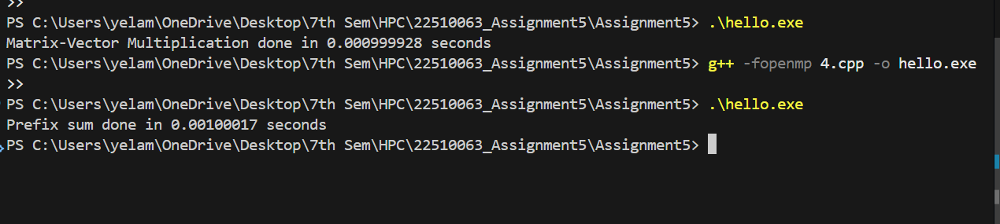 >>
PS C:\Users\yelam\OneDrive\Desktop\7th Sem\HPC\22510063_Assignment5\Assignment5> .\hello.exe
Matrix-Vector Multiplication done in 0.000999928 seconds
PS C:\Users\yelam\OneDrive\Desktop\7th Sem\HPC\22510063_Assignment5\Assignment5> g++ -fopenmp 4.cpp -o hello.exe
>>
PS C:\Users\yelam\OneDrive\Desktop\7th Sem\HPC\22510063_Assignment5\Assignment5> .\hello.exe
Prefix sum done in 0.00100017 seconds
PS C:\Users\yelam\OneDrive\Desktop\7th Sem\HPC\22510063_Assignment5\Assignment5>